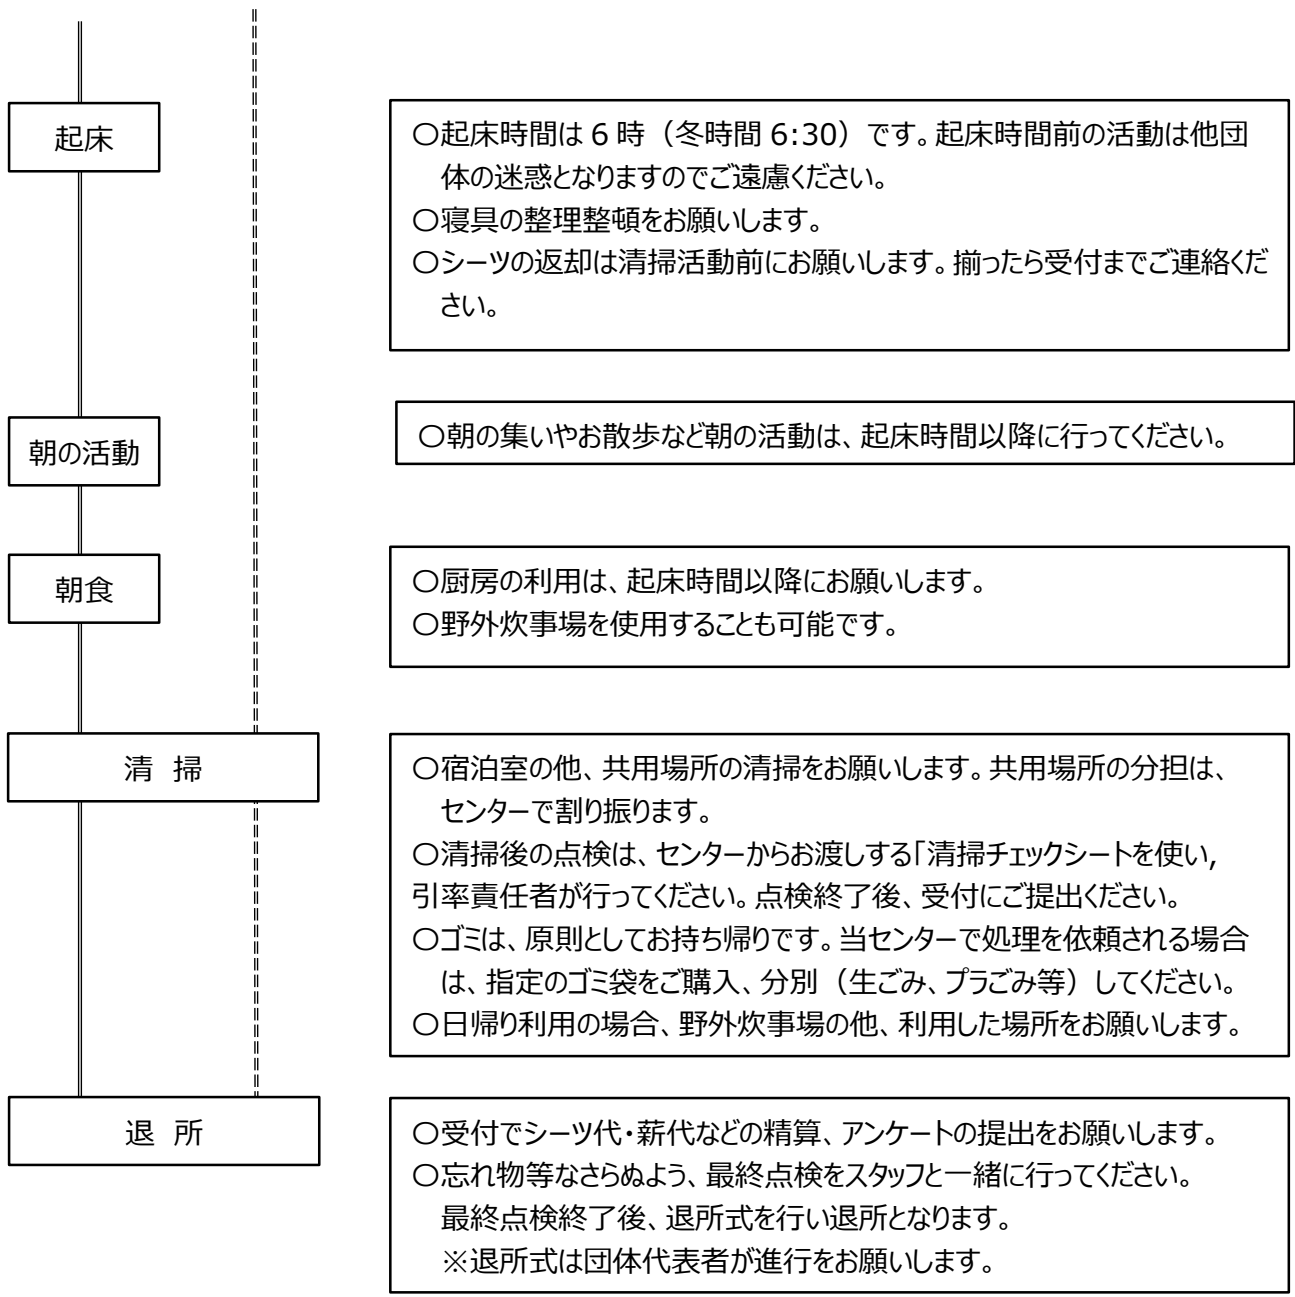 起床
〇起床時間は 6 時（冬時間 6:30）です。起床時間前の活動は他団
体の迷惑となりますのでご遠慮ください。
〇寝具の整理整頓をお願いします。
〇シーツの返却は清掃活動前にお願いします。揃ったら受付までご連絡くだ
さい。
朝の活動
〇朝の集いやお散歩など朝の活動は、起床時間以降に行ってください。
朝食
〇厨房の利用は、起床時間以降にお願いします。
〇野外炊事場を使用することも可能です。
清 掃
〇宿泊室の他、共用場所の清掃をお願いします。共用場所の分担は、
センターで割り振ります。
〇清掃後の点検は、センターからお渡しする「清掃チェックシートを使い,
引率責任者が行ってください。点検終了後、受付にご提出ください。
〇ゴミは、原則としてお持ち帰りです。当センターで処理を依頼される場合
は、指定のゴミ袋をご購入、分別（生ごみ、プラごみ等）してください。
〇日帰り利用の場合、野外炊事場の他、利用した場所をお願いします。
退 所
〇受付でシーツ代・薪代などの精算、アンケートの提出をお願いします。
〇忘れ物等なさらぬよう、最終点検をスタッフと一緒に行ってください。
最終点検終了後、退所式を行い退所となります。
※退所式は団体代表者が進行をお願いします。